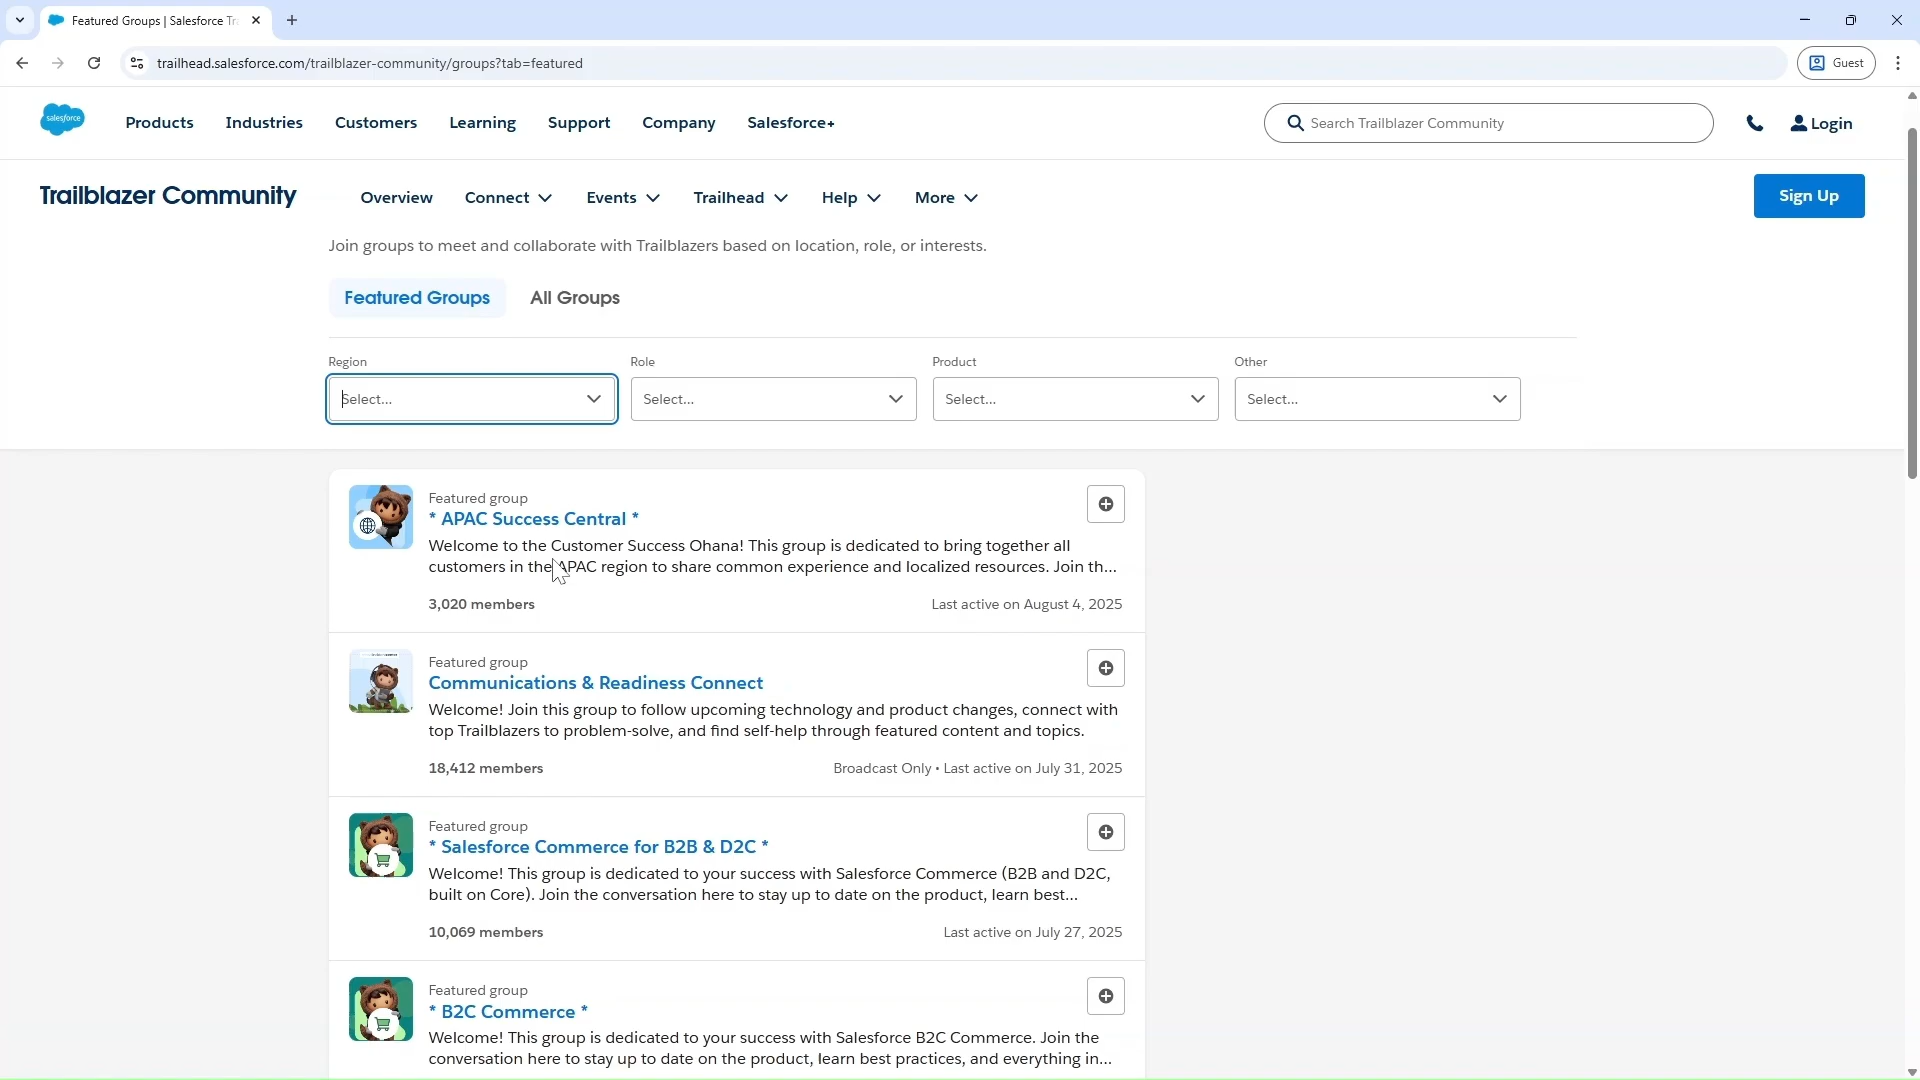 Featured Groups | Salesforce Tr
trailhead.salesforce.com/trailblazer-community/groups?tab=featured
Guest
salesforce
Products
Industries
Customers
Learning
Support
Company
Salesforce+
Search Trailblazer Community
Login
Trailblazer Community
Overview
Connect
Events
Trailhead
Help
More
Sign Up
Join groups to meet and collaborate with Trailblazers based on location, role, or interests.
Featured Groups
All Groups
Region
Role
Product
Other
Select...
Select...
Select...
Select...
Featured group
* APAC Success Central *
Welcome to the Customer Success Ohana! This group is dedicated to bring together all
customers in the APAC region to share common experience and localized resources. Join th...
3,020 members
Last active on August 4, 2025
Featured group
Communications & Readiness Connect
Welcome! Join this group to follow upcoming technology and product changes, connect with
top Trailblazers to problem-solve, and find self-help through featured content and topics.
18,412 members
Broadcast Only • Last active on July 31, 2025
Featured group
* Salesforce Commerce for B2B & D2C *
Welcome! This group is dedicated to your success with Salesforce Commerce (B2B and D2C,
built on Core). Join the conversation here to stay up to date on the product, learn best...
10,069 members
Last active on July 27, 2025
Featured group
* B2C Commerce *
Welcome! This group is dedicated to your success with Salesforce B2C Commerce. Join the
conversation here to stay up to date on the product, learn best practices, and everything in...